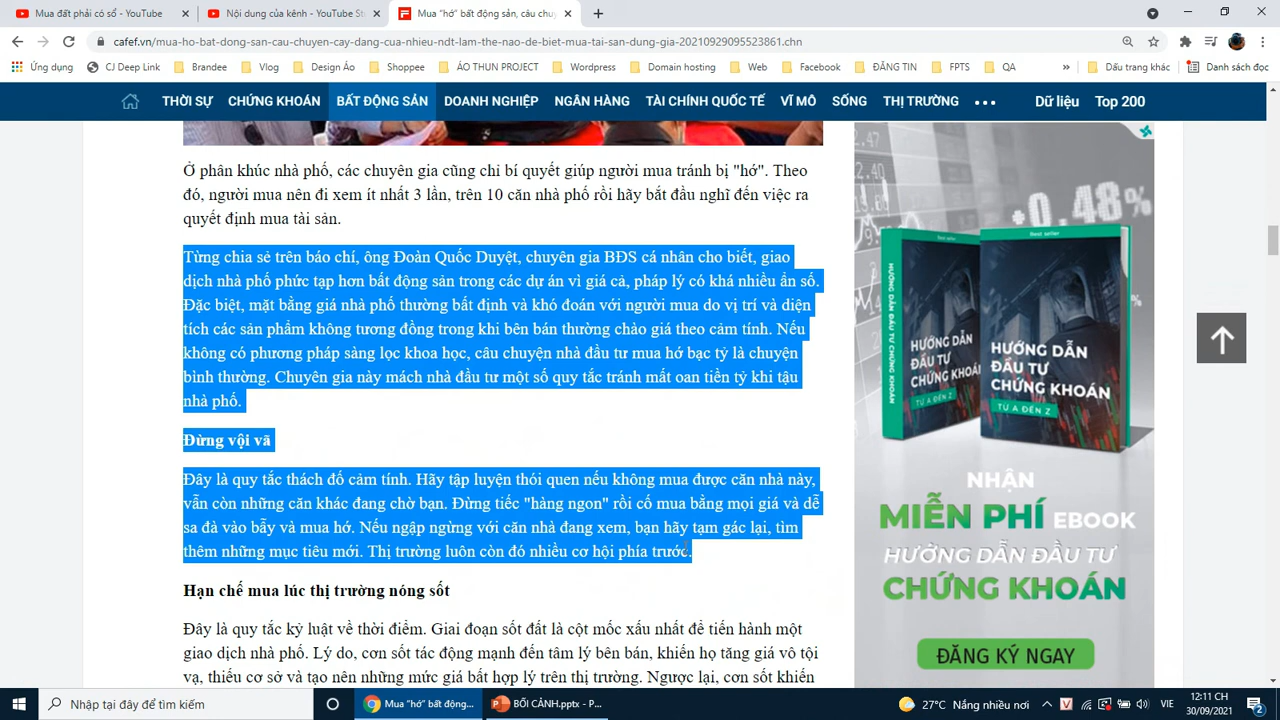 Mua đất phải có sổ - YouTube
Nội dung của kênh - YouTube St
Mua "hớ" bất động sản, câu chuy
cafef.vn/mua-ho-bat-dong-san-cau-chuyen-cay-dang-cua-nhieu-ndt-lam-the-nao-de-biet-mua-tai-san-dung-gia-20210929095523861.chn
Ứng dụng CJ Deep Link Brandee Vlog Design Áo Shoppee ÁO THUN PROJECT Wordpress Domain hosting Web Facebook ĐĂNG TIN FPTS QA » Dấu trang khác Danh sách đọc
THỜI SỰ CHỨNG KHOÁN BẤT ĐỘNG SẢN DOANH NGHIỆP NGÂN HÀNG TÀI CHÍNH QUỐC TẾ VĨ MÔ SỐNG THỊ TRƯỜNG ••• Dữ liệu Top 200
Ở phân khúc nhà phố, các chuyên gia cũng chỉ bí quyết giúp người mua tránh bị "hớ". Theo
đó, người mua nên đi xem ít nhất 3 lần, trên 10 căn nhà phố rồi hãy bắt đầu nghĩ đến việc ra
quyết định mua tài sản.
Từng chia sẻ trên báo chí, ông Đoàn Quốc Duyệt, chuyên gia BĐS cá nhân cho biết, giao
dịch nhà phố phức tạp hơn bất động sản trong các dự án vì giá cả, pháp lý có khá nhiều ẩn số.
Đặc biệt, mặt bằng giá nhà phố thường bất định và khó đoán với người mua do vị trí và diện
tích các sản phẩm không tương đồng trong khi bên bán thường chào giá theo cảm tính. Nếu
không có phương pháp sàng lọc khoa học, câu chuyện nhà đầu tư mua hớ bạc tỷ là chuyện
bình thường. Chuyên gia này mách nhà đầu tư một số quy tắc tránh mất oan tiền tỷ khi tậu
nhà phố.
Đừng vội vã
Đây là quy tắc thách đố cảm tính. Hãy tập luyện thói quen nếu không mua được căn nhà này,
vẫn còn những căn khác đang chờ bạn. Đừng tiếc "hàng ngon" rồi cố mua bằng mọi giá và dễ
sa đà vào bẫy và mua hớ. Nếu ngập ngừng với căn nhà đang xem, bạn hãy tạm gác lại, tìm
thêm những mục tiêu mới. Thị trường luôn còn đó nhiều cơ hội phía trước.
Hạn chế mua lúc thị trường nóng sốt
Đây là quy tắc kỷ luật về thời điểm. Giai đoạn sốt đất là cột mốc xấu nhất để tiến hành một
giao dịch nhà phố. Lý do, cơn sốt tác động mạnh đến tâm lý bên bán, khiến họ tăng giá vô tội
vạ, thiếu cơ sở và tạo nên những mức giá bất hợp lý trên thị trường. Ngược lại, cơn sốt khiến
+0.48%
Best seller
HƯỚNG DẪN ĐẦU TƯ CHỨNG KHOÁN
HƯỚNG DẪN
ĐẦU TƯ
CHỨNG KHOÁN
Best seller
HƯỚNG DẪN
ĐẦU TƯ
CHỨNG KHOÁN
TỪ A ĐẾN Z
NHẬN
MIỄN PHÍ EBOOK
HƯỚNG DẪN ĐẦU TƯ
CHỨNG KHOÁN
ĐĂNG KÝ NGAY
Nhập tại đây để tìm kiếm
Mua "hớ" bất động...
BỐI CẢNH.pptx - P...
27°C Nắng nhiều nơi
VIE
12:11 CH
30/09/2021
2